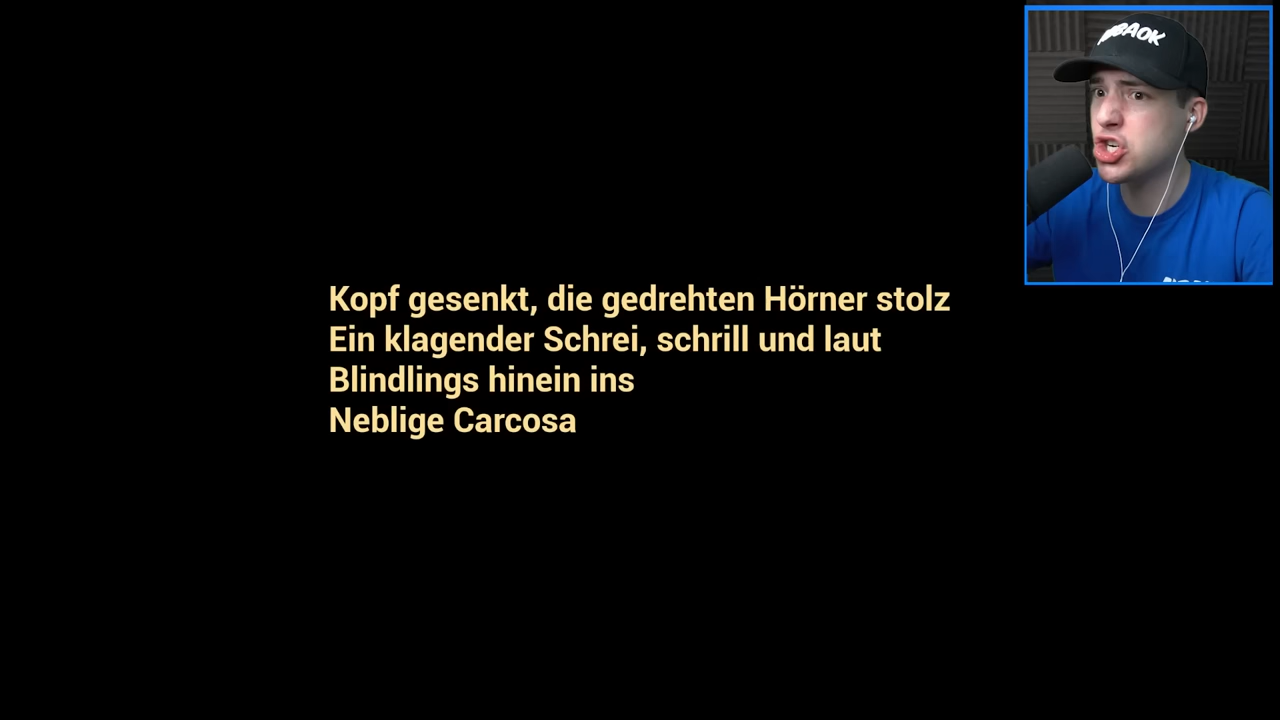 Kopf gesenkt, die gedrehten Hörner stolz
Ein klagender Schrei, schrill und laut
Blindlings hinein ins
Neblige Carcosa